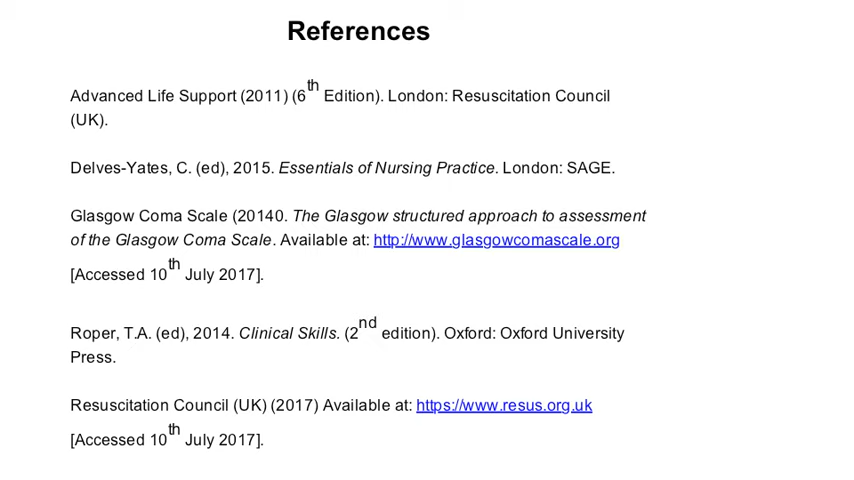 References
Advanced Life Support (2011) (6th Edition). London: Resuscitation Council
(UK).
Delves-Yates, C. (ed), 2015. Essentials of Nursing Practice. London: SAGE.
Glasgow Coma Scale (20140. The Glasgow structured approach to assessment
of the Glasgow Coma Scale. Available at: http://www.glasgowcomascale.org
[Accessed 10th July 2017].
Roper, T.A. (ed), 2014. Clinical Skills. (2nd edition). Oxford: Oxford University
Press.
Resuscitation Council (UK) (2017) Available at: https://www.resus.org.uk
[Accessed 10th July 2017].